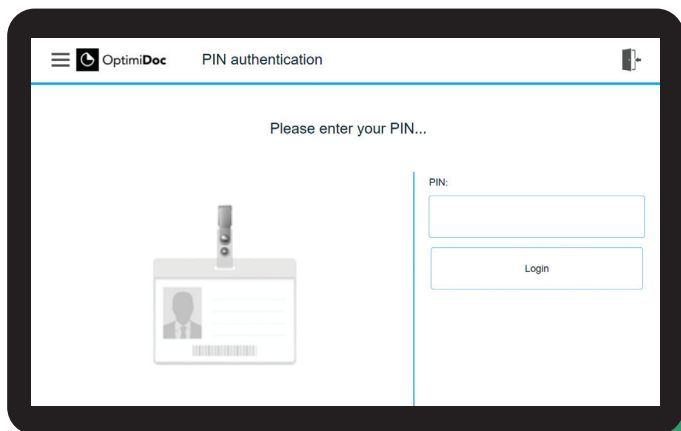 OptimiDoc PIN authentication
Please enter your PIN...
PIN:
Login